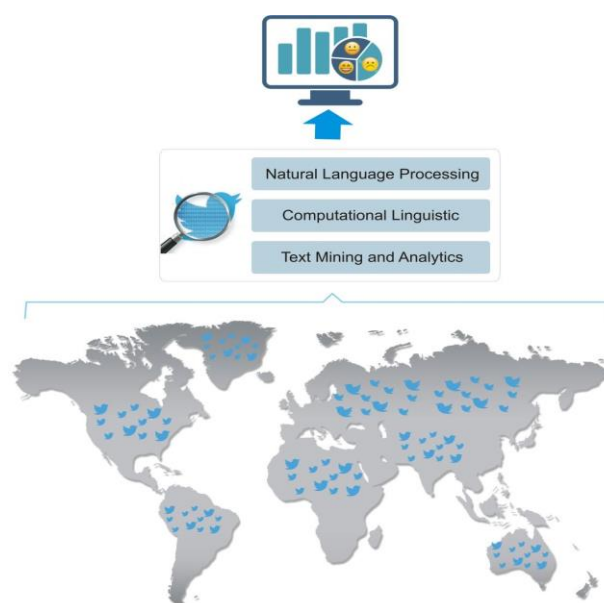 Natural Language Processing
Computational Linguistic
Text Mining and Analytics